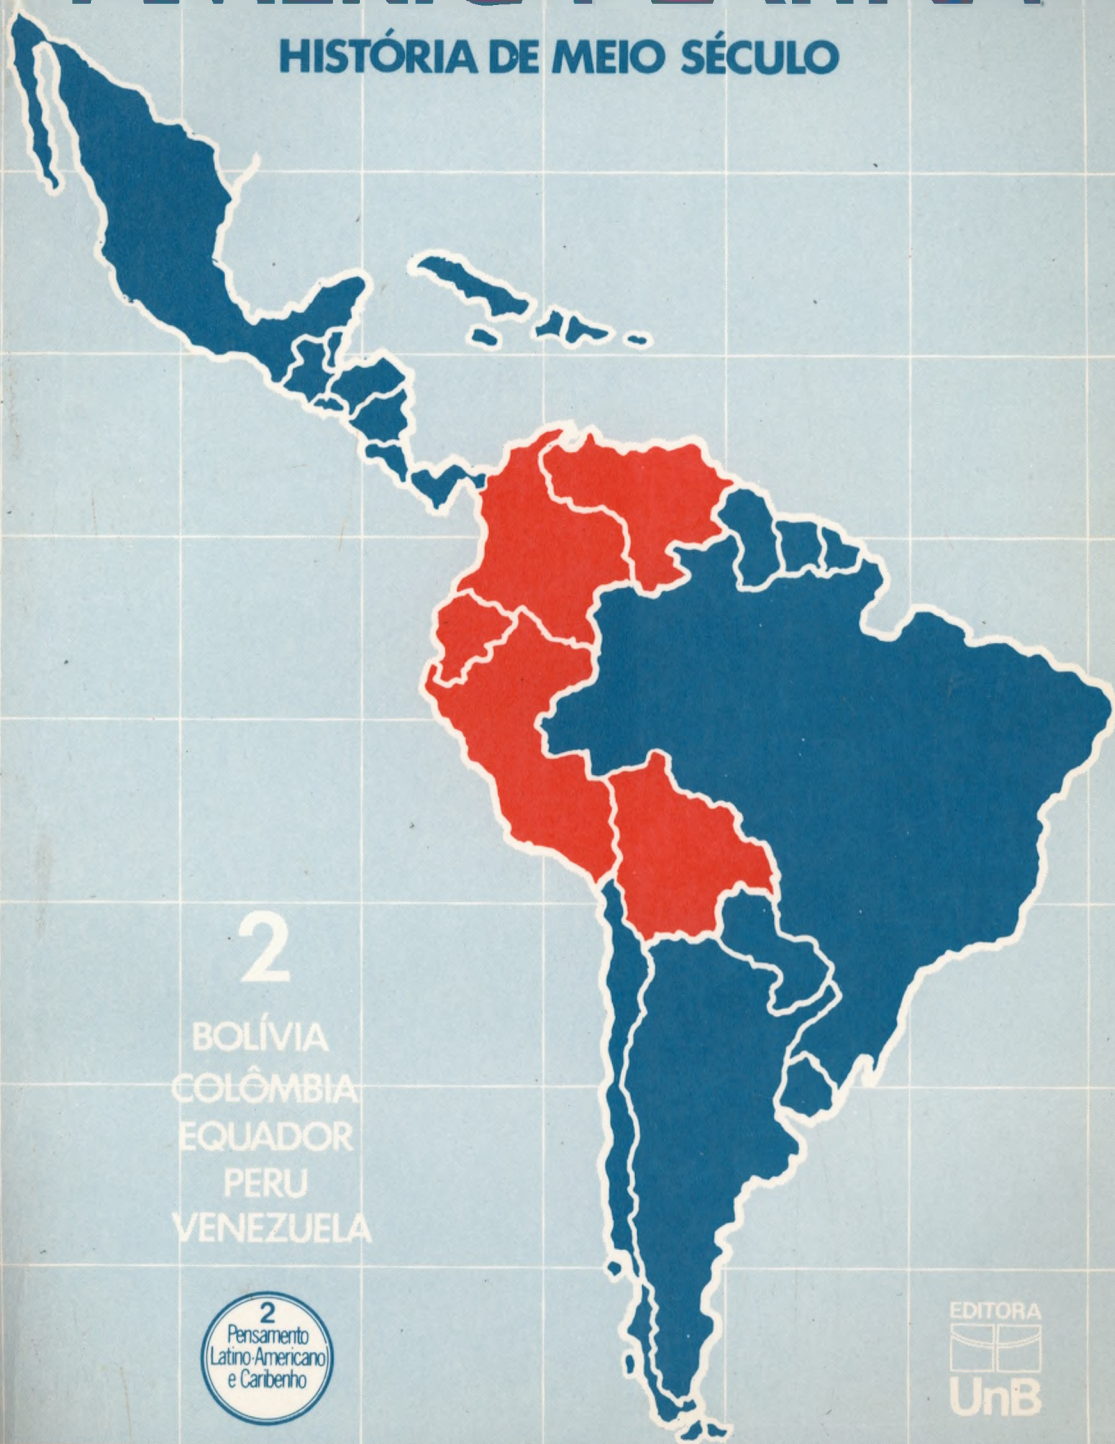 HISTÓRIA DE MEIO SÉCULO
2
BOLÍVIA
COLÔMBIA
EQUADOR
PERU
VENEZUELA
2
Pensamento
Latino-Americano
e Caribenho
EDITORA
UnB